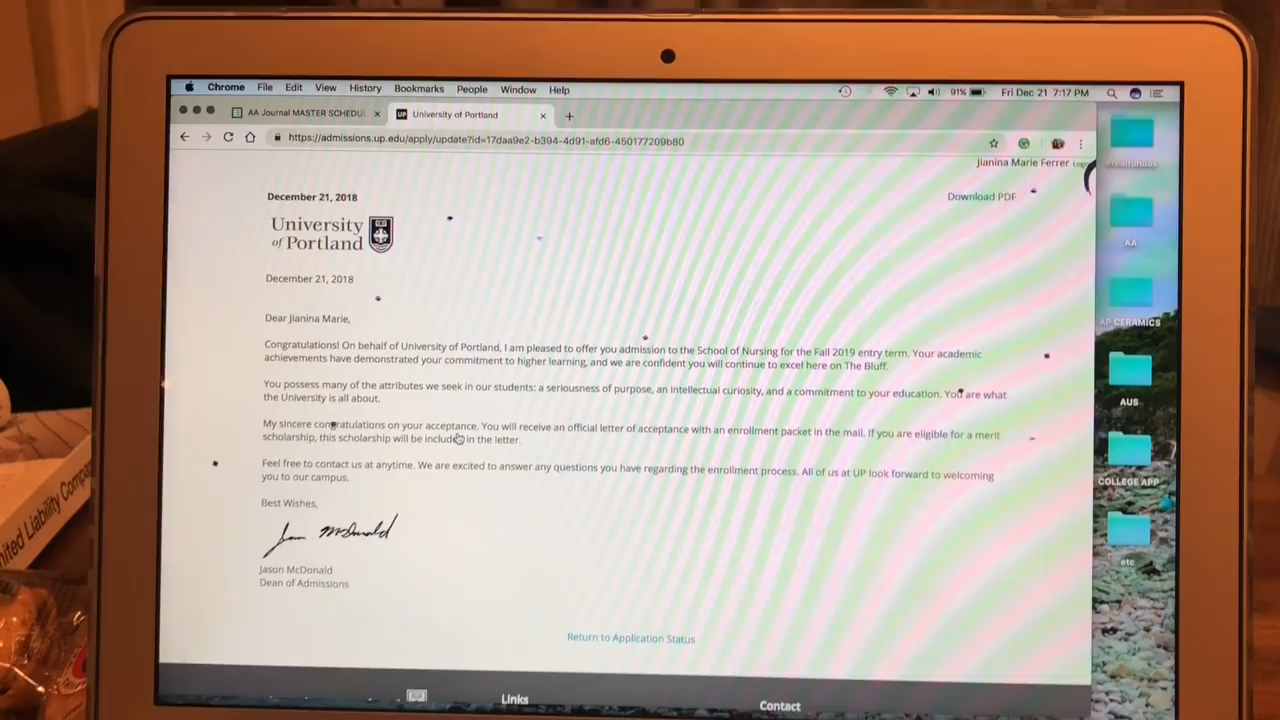 Chrome File Edit View History Bookmarks People Window Help 91% Fri Dec 21 7:17 PM
AA Journal MASTER SCHEDU University of Portland
https://admissions.up.edu/apply/update?id=17daa9e2-b394-4d91-afd6-450177209b80
Jianina Marie Ferrer
December 21, 2018 Download PDF
University
of Portland
December 21, 2018
Dear Jianina Marie,
Congratulations! On behalf of University of Portland, I am pleased to offer you admission to the School of Nursing for the Fall 2019 entry term. Your academic
achievements have demonstrated your commitment to higher learning, and we are confident you will continue to excel here on The Bluff.
You possess many of the attributes we seek in our students: a seriousness of purpose, an intellectual curiosity, and a commitment to your education. You are what
the University is all about.
My sincere congratulations on your acceptance. You will receive an official letter of acceptance with an enrollment packet in the mail. If you are eligible for a merit
scholarship, this scholarship will be included in the letter.
Feel free to contact us at anytime. We are excited to answer any questions you have regarding the enrollment process. All of us at UP look forward to welcoming
you to our campus.
Best Wishes,
Jason McDonald
Jason McDonald
Dean of Admissions
Return to Application Status
Links Contact
AA
AP CERAMICS
AUS
COLLEGE APP
etc
Liability